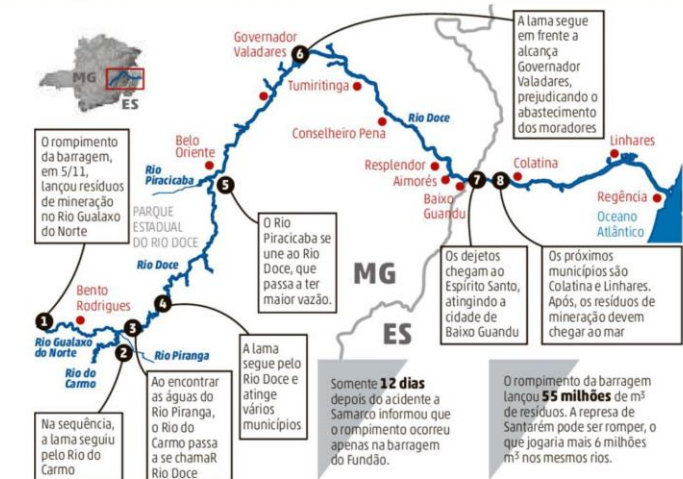 A lama segue
em frente a
alcança
Governador
Valadares,
prejudicando o
abastecimento
dos moradores
Governador
Valadares
6
MG
ES
Tumiritinga
Rio Doce
Conselheiro Pena
O rompimento
da barragem,
em 5/11,
lançou resíduos
de mineração
no Rio Gualaxo
do Norte
Belo
Oriente
Rio
Piracicaba
5
PARQUE
ESTADUAL
DO RIO DOCE
Resplendor
Aimorés
Baixo
Guandu
7
8
Colatina
Linhares
Regência
Oceano
Atlântico
O Rio
Piracicaba se
une ao Rio
Doce, que
passa a ter
maior vazão.
Os dejetos
chegam ao
Espírito Santo,
atingindo a
cidade de
Baixo Guandu
Os próximos
municípios são
Colatina e Linhares.
Após, os resíduos de
mineração devem
chegar ao mar
MG
ES
Rio Doce
4
Bento
Rodrigues
1
3
2
Rio Gualaxo
do Norte
Rio Piranga
Rio do
Carmo
A lama
segue pelo
Rio Doce e
atinge
vários
municípios
Na sequência,
a lama seguiu
pelo Rio do
Carmo
Ao encontrar
as águas do
Rio Piranga,
o Rio do
Carmo passa
a se chamaR
Rio Doce
Somente 12 dias
depois do acidente a
Samarco informou que
o rompimento ocorreu
apenas na barragem
do Fundão.
O rompimento da barragem
lançou 55 milhões de m³
de resíduos. A represa de
Santarém pode ser romper, o
que jogaria mais 6 milhões
m³ nos mesmos rios.